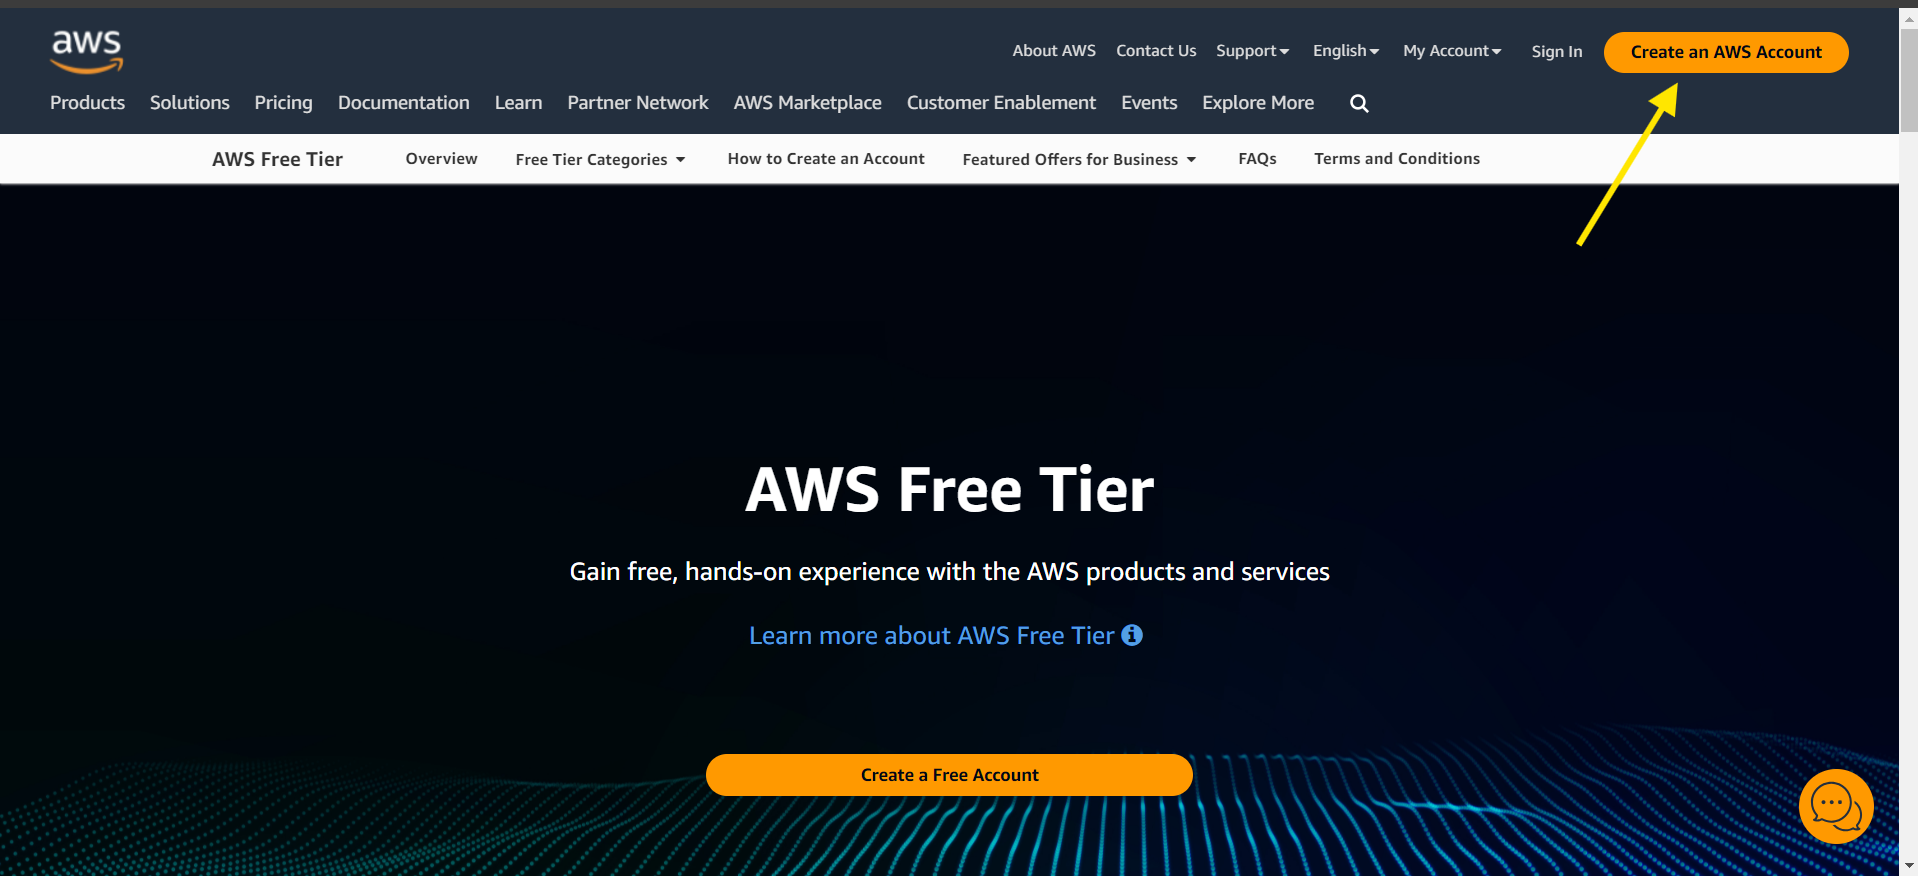 aws
About AWS Contact Us Support English My Account Sign In Create an AWS Account
Products Solutions Pricing Documentation Learn Partner Network AWS Marketplace Customer Enablement Events Explore More
AWS Free Tier Overview Free Tier Categories How to Create an Account Featured Offers for Business FAQs Terms and Conditions
AWS Free Tier
Gain free, hands-on experience with the AWS products and services
Learn more about AWS Free Tier
Create a Free Account